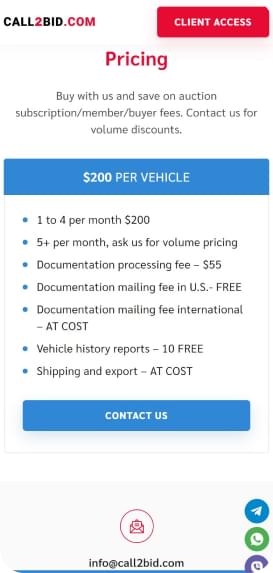 CALL2BID.COM
CLIENT ACCESS
Pricing
Buy with us and save on auction
subscription/member/buyer fees. Contact us for
volume discounts.
$200 PER VEHICLE
1 to 4 per month $200
5+ per month, ask us for volume pricing
Documentation processing fee – $55
Documentation mailing fee in U.S.- FREE
Documentation mailing fee international
– AT COST
Vehicle history reports – 10 FREE
Shipping and export – AT COST
CONTACT US
info@call2bid.com